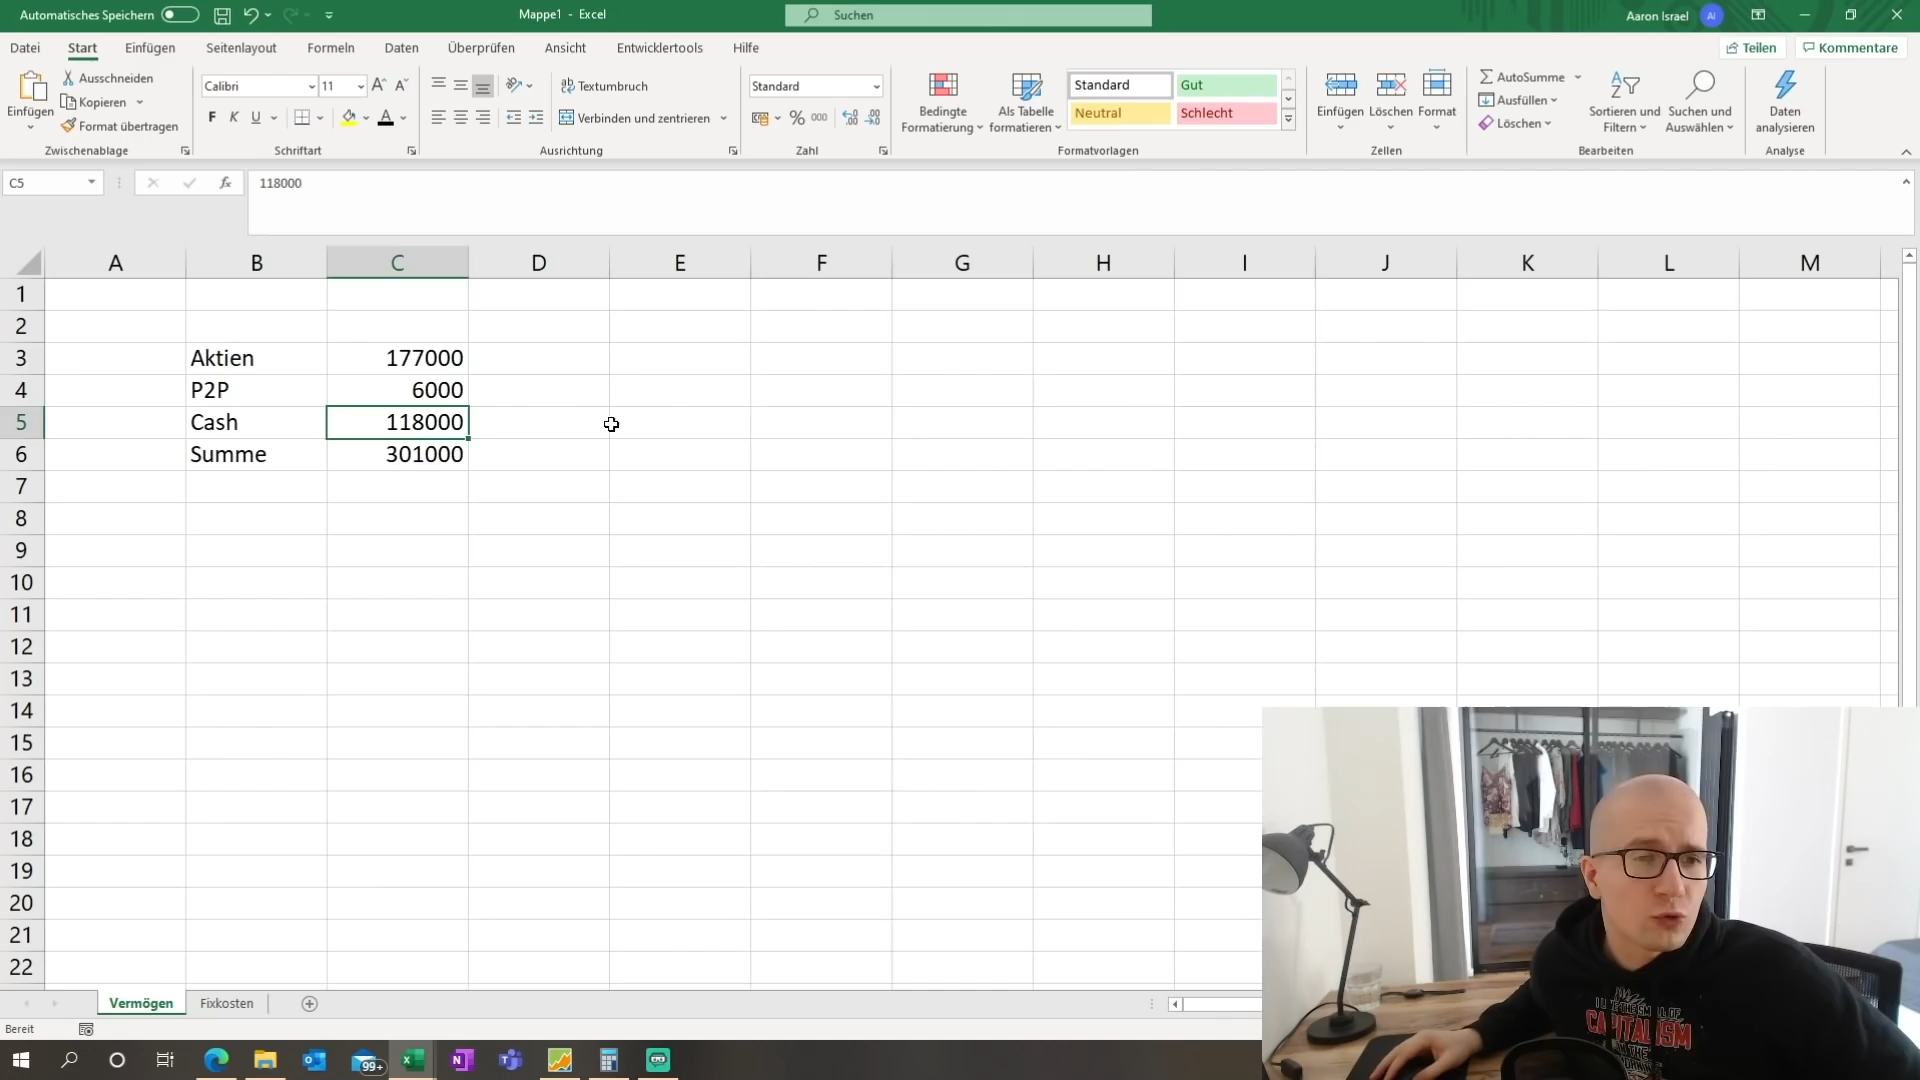 Automatisches Speichern
Mappe1 - Excel
Suchen
Aaron Israel
AI
Datei Start Einfügen Seitenlayout Formeln Daten Überprüfen Ansicht Entwicklertools Hilfe
Teilen
Kommentare
Einfügen
Ausschneiden
Kopieren
Format übertragen
Zwischenablage
Calibri
11
F K U
Schriftart
Textumbruch
Verbinden und zentrieren
Ausrichtung
Standard
% 000
Zahl
Bedingte
Formatierung
Als Tabelle
formatieren
Standard Gut
Neutral Schlecht
Formatvorlagen
Einfügen Löschen Format
Zellen
AutoSumme
Ausfüllen
Löschen
Sortieren und
Filtern
Suchen und
Auswählen
Bearbeiten
Daten
analysieren
Analyse
C5
fx
118000
A B C D E F G H I J K L M
1
2
3 Aktien 177000
4 P2P 6000
5 Cash 118000
6 Summe 301000
7
8
9
10
11
12
13
14
15
16
17
18
19
20
21
22
Vermögen Fixkosten
Bereit
99+
CAPITALISM